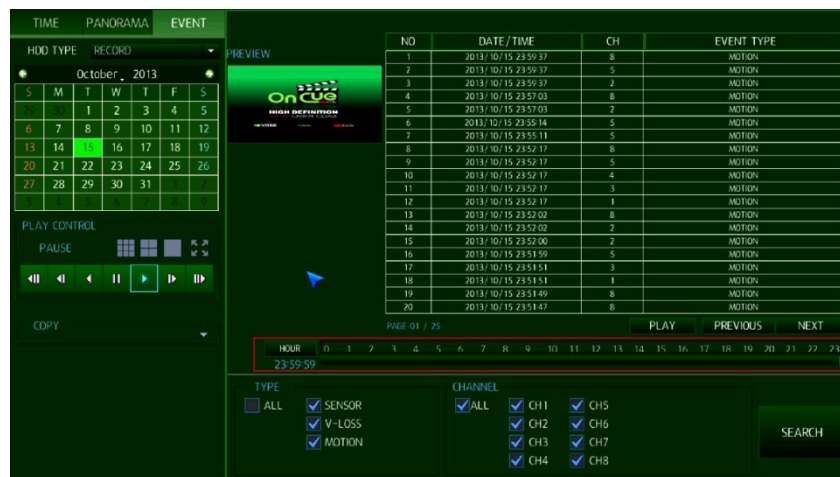 TIME PANORAMA EVENT
HDD TYPE RECORD
October 2013
S M T W T F S
29 30 1 2 3 4 5
6 7 8 9 10 11 12
13 14 15 16 17 18 19
20 21 22 23 24 25 26
27 28 29 30 31 1 2
3 4 5 6 7 8 9
PLAY CONTROL
PAUSE
COPY
PREVIEW
OnCue
HIGH DEFINITION
NO DATE/TIME CH EVENT TYPE
1 2013/10/15 23:59:37 8 MOTION
2 2013/10/15 23:59:37 5 MOTION
3 2013/10/15 23:59:37 2 MOTION
4 2013/10/15 23:57:03 8 MOTION
5 2013/10/15 23:57:03 2 MOTION
6 2013/10/15 23:55:14 5 MOTION
7 2013/10/15 23:55:11 5 MOTION
8 2013/10/15 23:52:17 8 MOTION
9 2013/10/15 23:52:17 5 MOTION
10 2013/10/15 23:52:17 4 MOTION
11 2013/10/15 23:52:17 3 MOTION
12 2013/10/15 23:52:17 1 MOTION
13 2013/10/15 23:52:02 8 MOTION
14 2013/10/15 23:52:02 2 MOTION
15 2013/10/15 23:52:00 2 MOTION
16 2013/10/15 23:51:59 5 MOTION
17 2013/10/15 23:51:51 3 MOTION
18 2013/10/15 23:51:51 1 MOTION
19 2013/10/15 23:51:49 8 MOTION
20 2013/10/15 23:51:47 8 MOTION
PAGE 01 / 25 PLAY PREVIOUS NEXT
HOUR 0 1 2 3 4 5 6 7 8 9 10 11 12 13 14 15 16 17 18 19 20 21 22 23
23:59:59
TYPE
ALL SENSOR
V-LOSS
MOTION
CHANNEL
ALL CH1 CH5
CH2 CH6
CH3 CH7
CH4 CH8
SEARCH